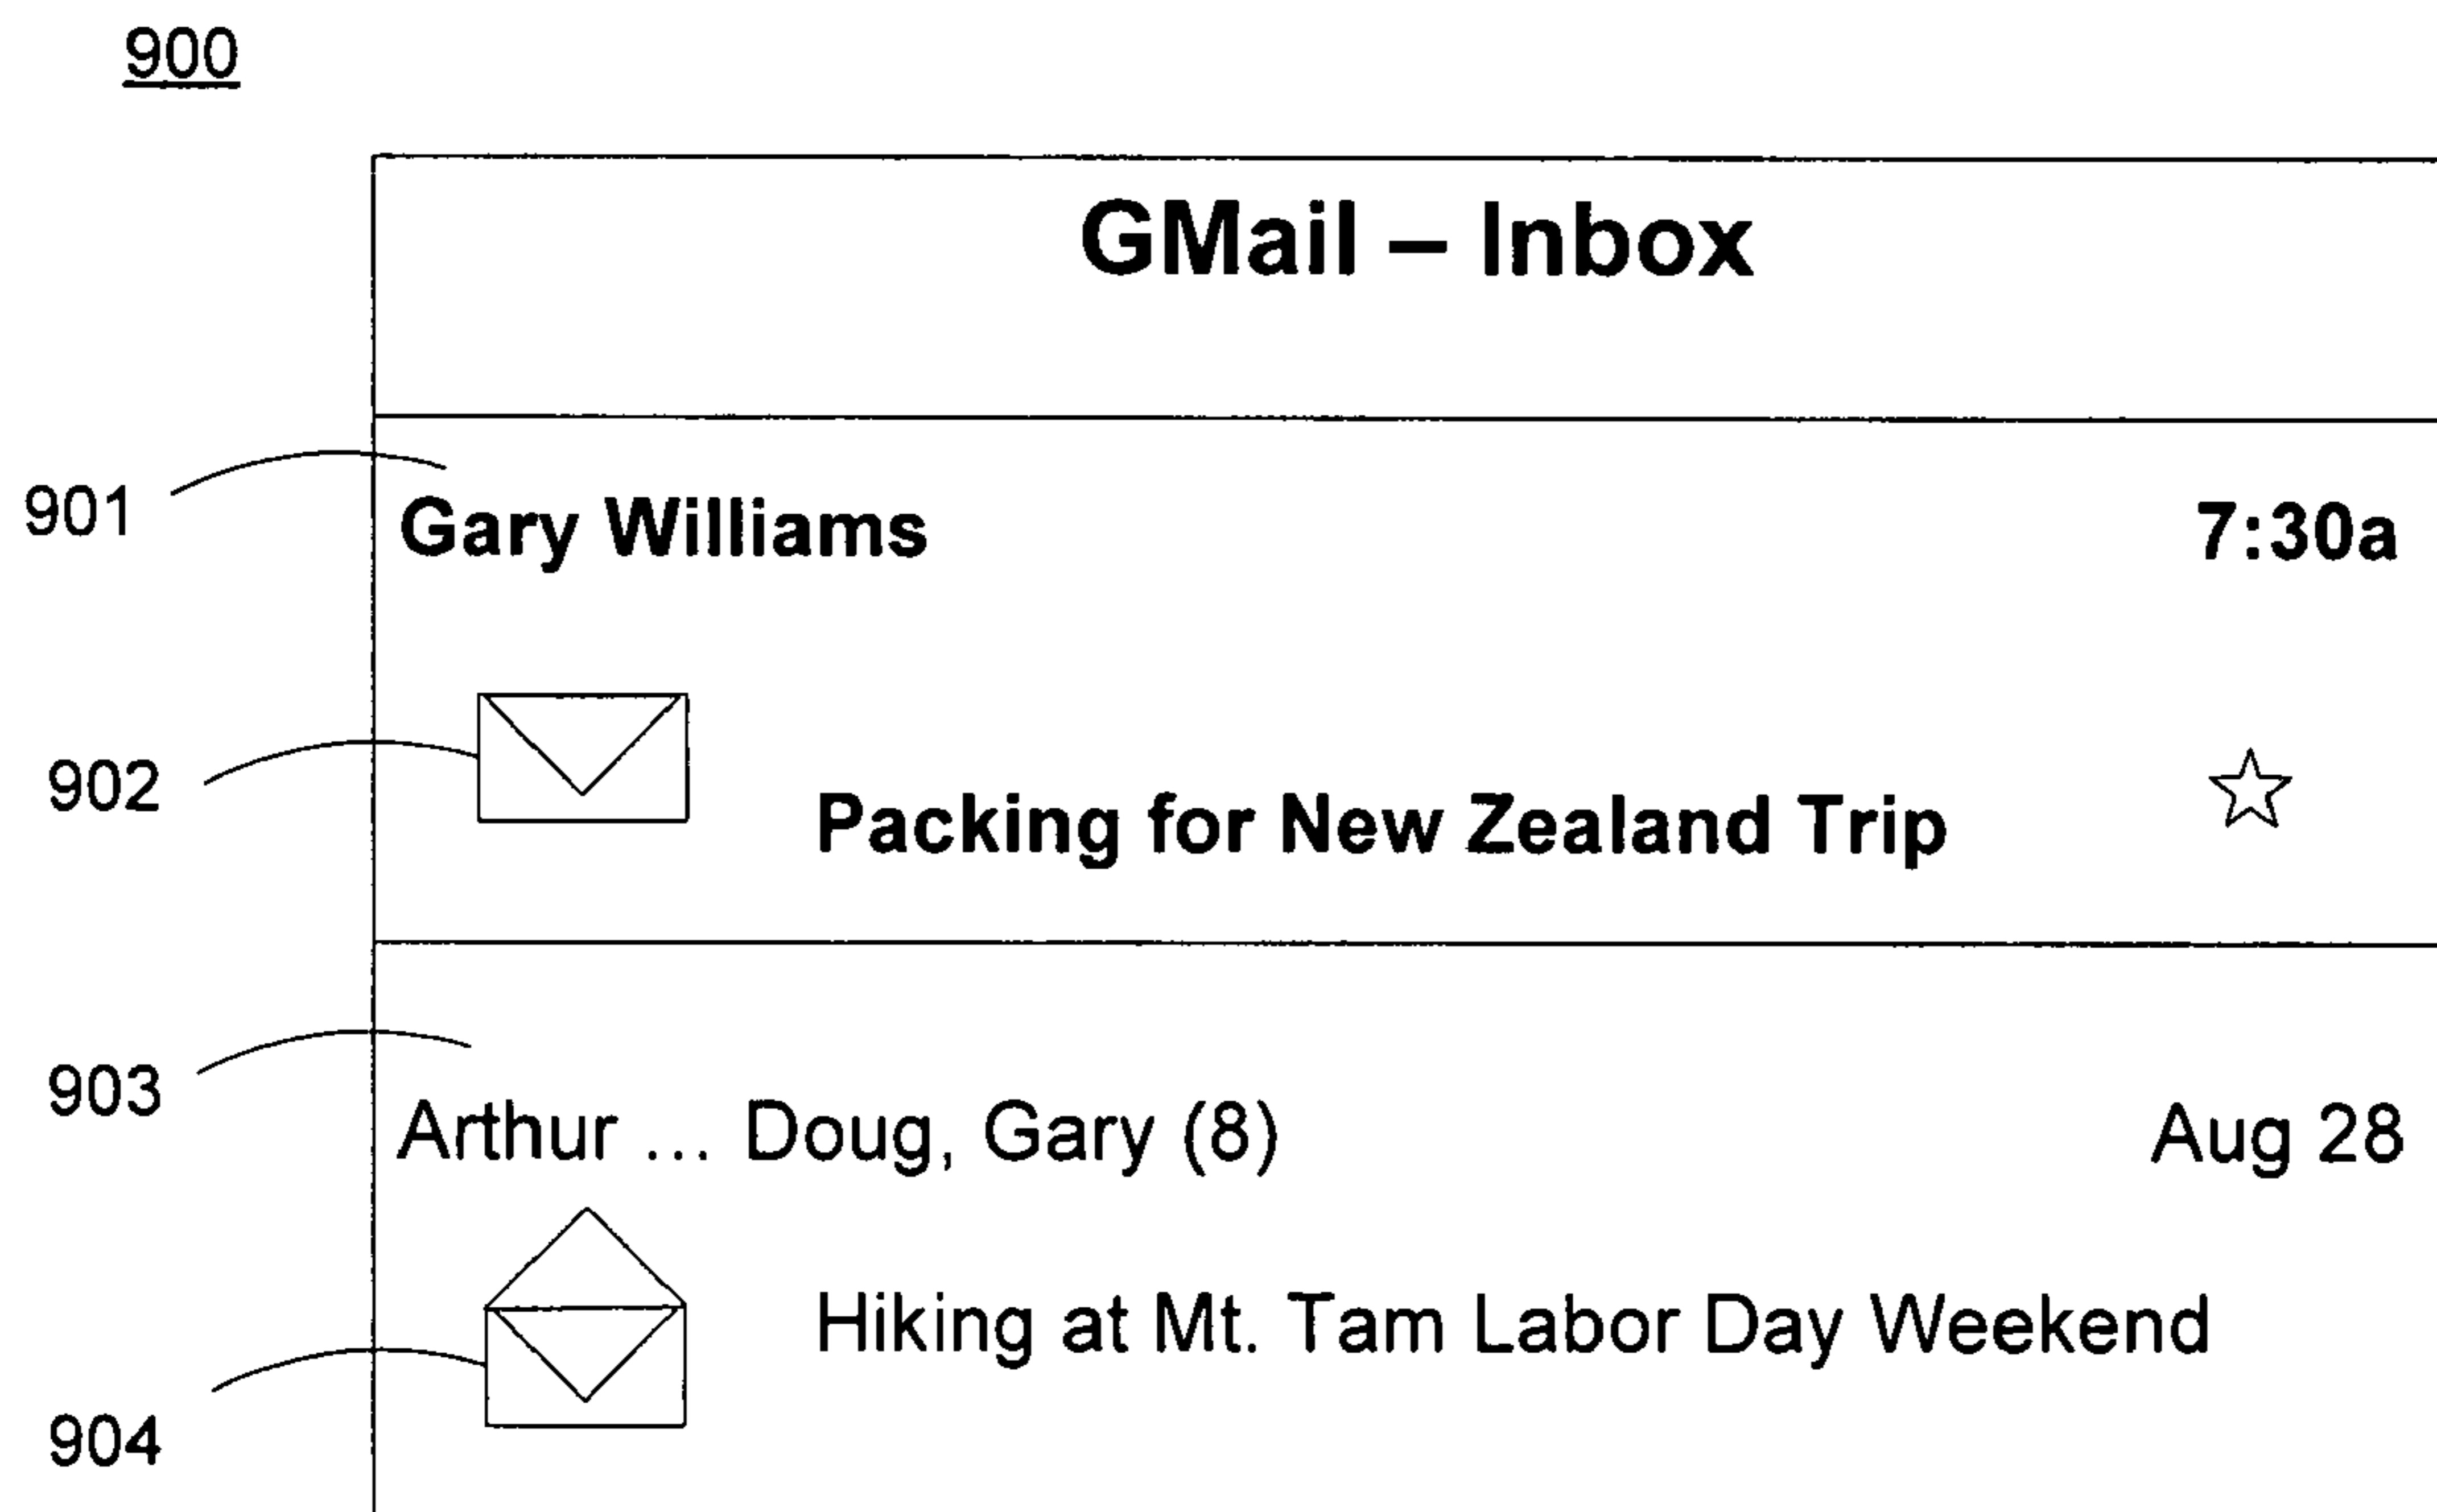 900
GMail – Inbox
901
Gary Williams 7:30a
902
Packing for New Zealand Trip
903
Arthur ... Doug, Gary (8) Aug 28
Hiking at Mt. Tam Labor Day Weekend
904